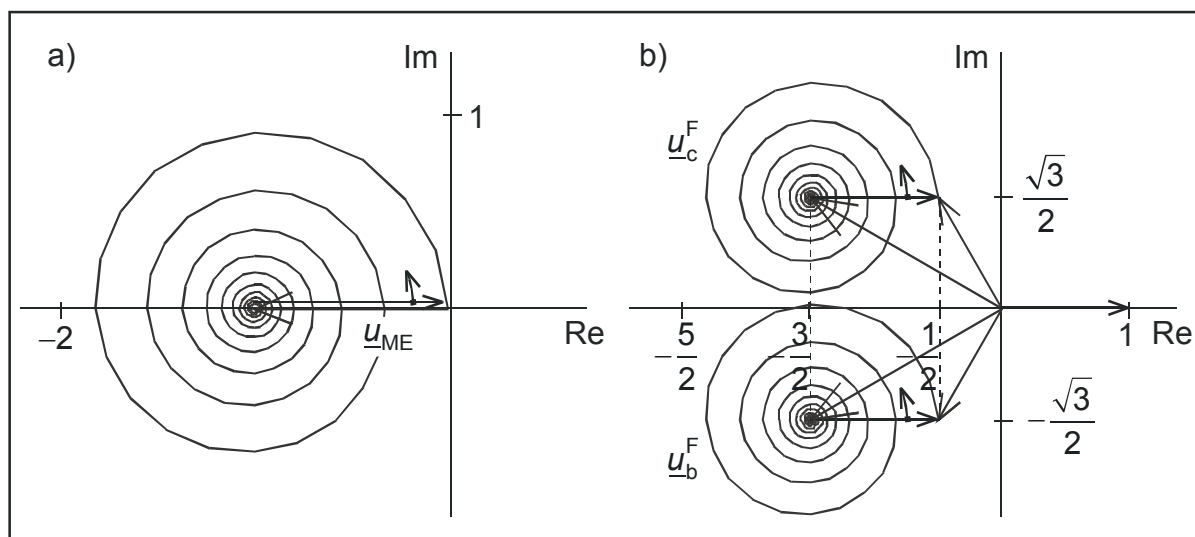 a)
Im
1
−2
Re
u_ME
b)
Im
u_c^F
√3/2
−5/2
−3/2
−1/2
1
Re
u_b^F
−√3/2